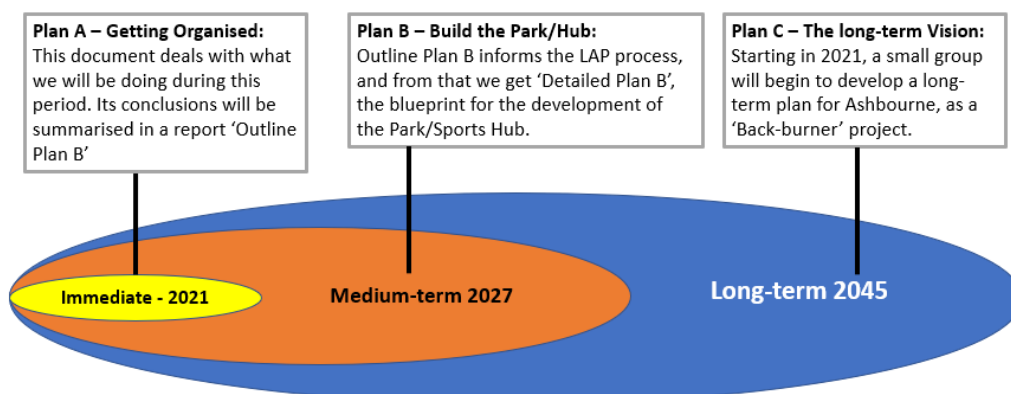 Plan A – Getting Organised:
This document deals with what
we will be doing during this
period. Its conclusions will be
summarised in a report ‘Outline
Plan B’
Plan B – Build the Park/Hub:
Outline Plan B informs the LAP process,
and from that we get ‘Detailed Plan B’,
the blueprint for the development of
the Park/Sports Hub.
Plan C – The long-term Vision:
Starting in 2021, a small group
will begin to develop a long-
term plan for Ashbourne, as a
‘Back-burner’ project.
Immediate - 2021
Medium-term 2027
Long-term 2045